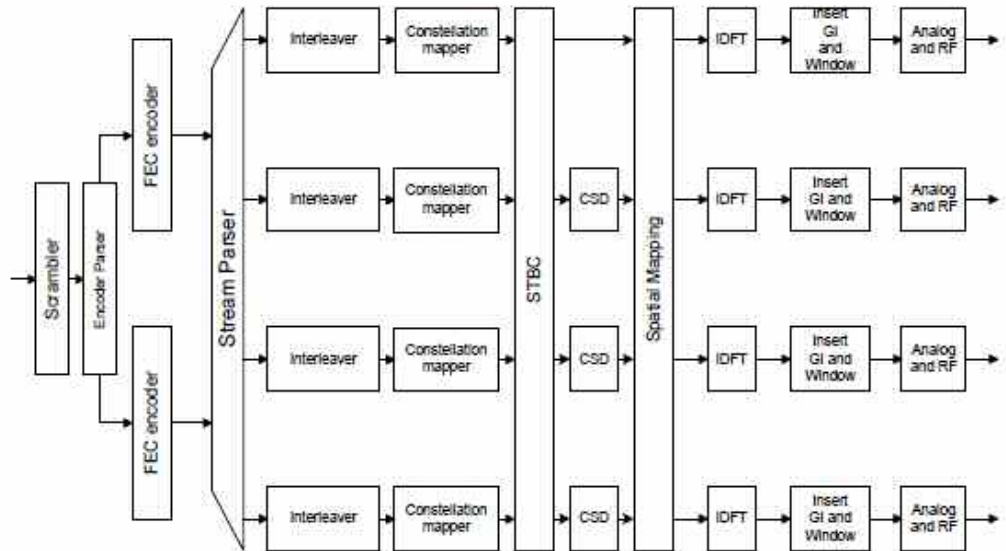 Scrambler
Encoder Parser
FEC encoder
FEC encoder
Stream Parser
Interleaver
Constellation
mapper
STBC
Spatial Mapping
IDFT
Insert
GI
and
Window
Analog
and RF
Interleaver
Constellation
mapper
CSD
IDFT
Insert
GI and
Window
Analog
and RF
Interleaver
Constellation
mapper
CSD
IDFT
Insert
GI and
Window
Analog
and RF
Interleaver
Constellation
mapper
CSD
IDFT
Insert
GI and
Window
Analog
and RF